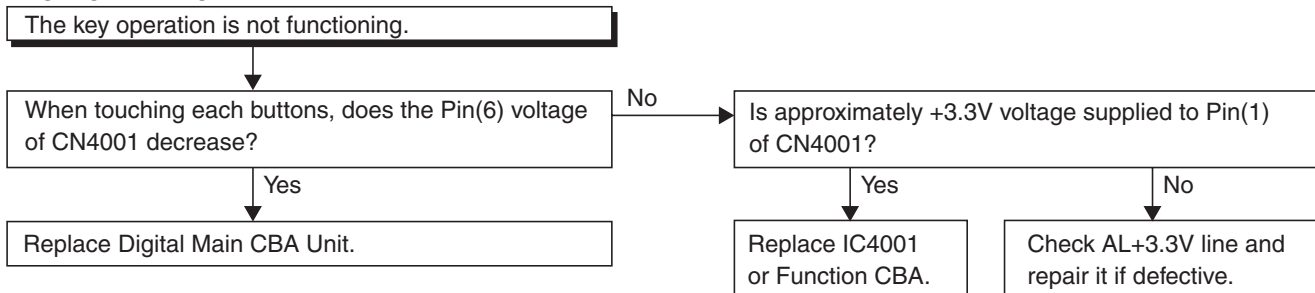 The key operation is not functioning.
When touching each buttons, does the Pin(6) voltage
of CN4001 decrease?
No
Is approximately +3.3V voltage supplied to Pin(1)
of CN4001?
Yes
Yes
No
Replace Digital Main CBA Unit.
Replace IC4001
or Function CBA.
Check AL+3.3V line and
repair it if defective.